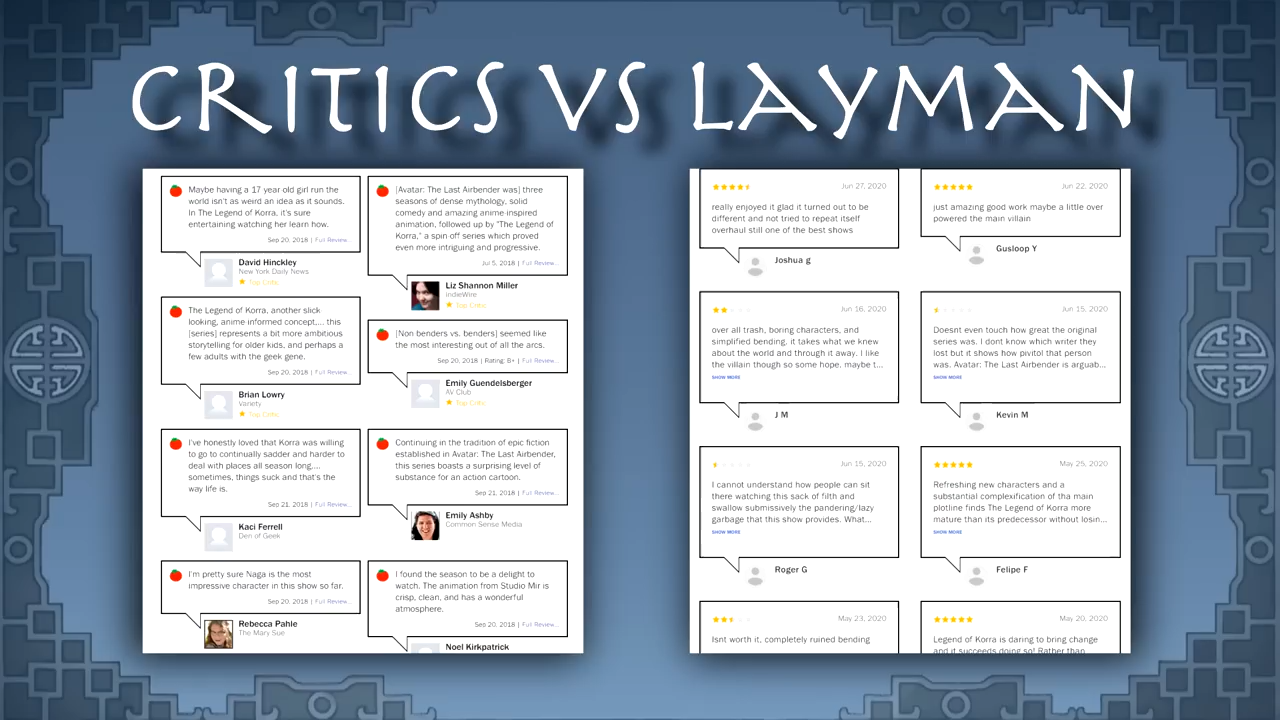 CRITICS VS LAYMAN
Maybe having a 17 year old girl run the
world isn't as weird an idea as it sounds.
In The Legend of Korra, it's sure
entertaining watching her learn how.
Sep 20, 2018 | Full Review...
David Hinckley
New York Daily News
Top Critic
The Legend of Korra, another slick
looking, anime informed concept,... this
[series] represents a bit more ambitious
storytelling for older kids, and perhaps a
few adults with the geek gene.
Sep 20, 2018 | Full Review...
Brian Lowry
Variety
Top Critic
I've honestly loved that Korra was willing
to go to continually sadder and harder to
deal with places all season long,...
sometimes, things suck and that's the
way life is.
Sep 21, 2018 | Full Review...
Kaci Ferrell
Den of Geek
I'm pretty sure Naga is the most
impressive character in this show so far.
Sep 20, 2018 | Full Review...
Rebecca Pahle
The Mary Sue
[Avatar: The Last Airbender was] three
seasons of dense mythology, solid
comedy and amazing anime-inspired
animation, followed up by "The Legend of
Korra," a spin off series which proved
even more intriguing and progressive.
Jul 5, 2018 | Full Review...
Liz Shannon Miller
indieWire
Top Critic
[Non benders vs. benders] seemed like
the most interesting out of all the arcs.
Sep 20, 2018 | Rating: B+ | Full Review...
Emily Guendelsberger
AV Club
Top Critic
Continuing in the tradition of epic fiction
established in Avatar: The Last Airbender,
this series boasts a surprising level of
substance for an action cartoon.
Sep 21, 2018 | Full Review...
Emily Ashby
Common Sense Media
I found the season to be a delight to
watch. The animation from Studio Mir is
crisp, clean, and has a wonderful
atmosphere.
Sep 20, 2018 | Full Review...
Noel Kirkpatrick
Jun 27, 2020
really enjoyed it glad it turned out to be
different and not tried to repeat itself
overhaul still one of the best shows
Joshua g
Jun 22, 2020
just amazing good work maybe a little over
powered the main villain
Gusloop Y
Jun 16, 2020
over all trash, boring characters, and
simplified bending. it takes what we knew
about the world and through it away. I like
the villain though so some hope. maybe t...
SHOW MORE
J M
Jun 15, 2020
Doesnt even touch how great the original
series was. I dont know which writer they
lost but it shows how pivitol that person
was. Avatar: The Last Airbender is arguab...
SHOW MORE
Kevin M
Jun 15, 2020
I cannot understand how people can sit
there watching this sack of filth and
swallow submissively the pandering/lazy
garbage that this show provides. What...
SHOW MORE
Roger G
May 25, 2020
Refreshing new characters and a
substantial complexification of tha main
plotline finds The Legend of Korra more
mature than its predecessor without losin...
SHOW MORE
Felipe F
May 23, 2020
Isnt worth it, completely ruined bending
May 20, 2020
Legend of Korra is daring to bring change
and it succeeds doing so! Rather than